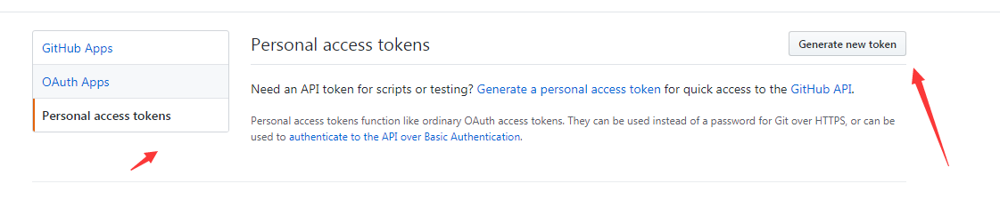 GitHub Apps
OAuth Apps
Personal access tokens
Personal access tokens
Generate new token
Need an API token for scripts or testing? Generate a personal access token for quick access to the GitHub API.
Personal access tokens function like ordinary OAuth access tokens. They can be used instead of a password for Git over HTTPS, or can be
used to authenticate to the API over Basic Authentication.